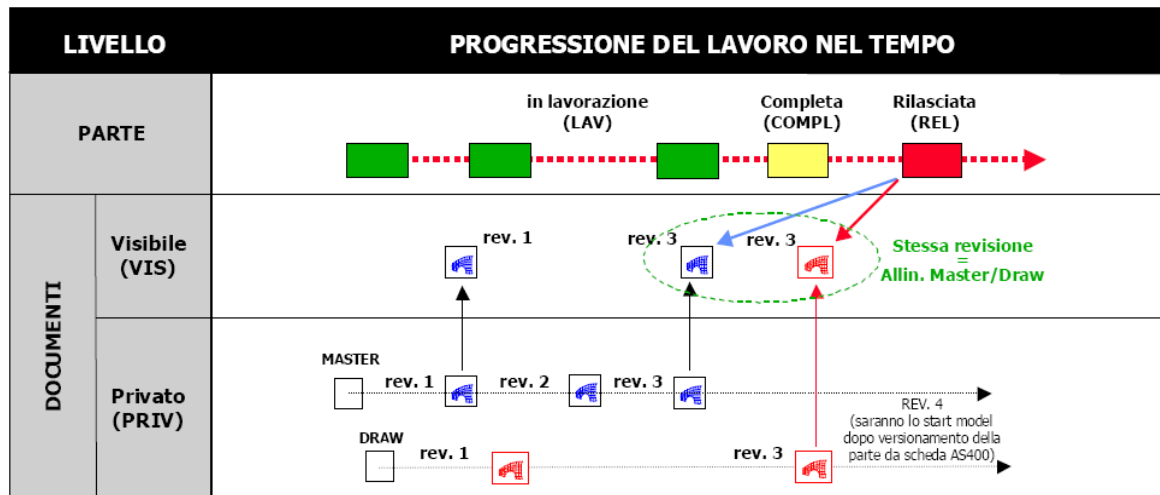 LIVELLO
PROGRESSIONE DEL LAVORO NEL TEMPO
PARTE
in lavorazione
(LAV)
Completa
(COMPL)
Rilasciata
(REL)
DOCUMENTI
Visibile
(VIS)
rev. 1
rev. 3
rev. 3
Stessa revisione
=
Allin. Master/Draw
Privato
(PRIV)
MASTER
rev. 1
rev. 2
rev. 3
REV. 4
(saranno lo start model
dopo versionamento della
parte da scheda AS400)
DRAW
rev. 1
rev. 3